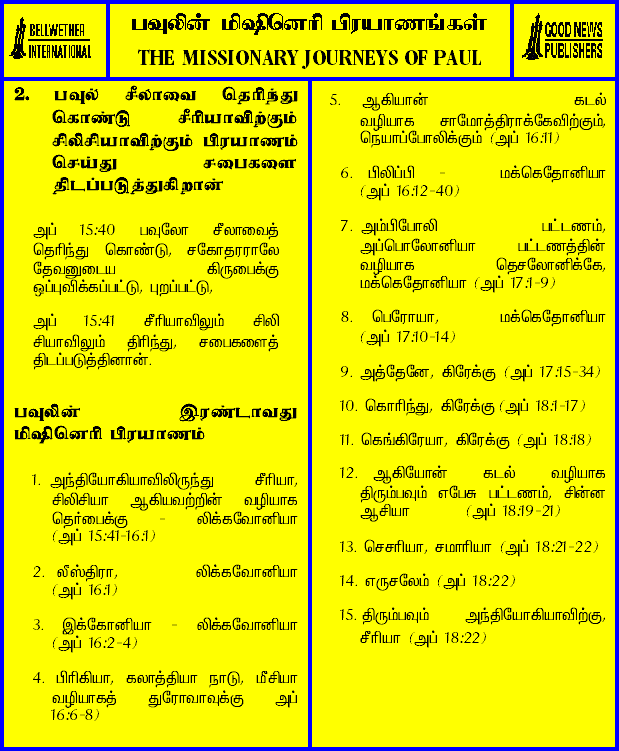 BELLWETHER
INTERNATIONAL
பவுலின் மிஷினெரி பிரயாணங்கள்
THE MISSIONARY JOURNEYS OF PAUL
GOOD NEWS
PUBLISHERS
2. பவுல் சீலாவை தெரிந்து
கொண்டு சீரியாவிற்கும்
சிலிசியாவிற்கும் பிரயாணம்
செய்து சபைகளை
திடப்படுத்துகிறான்
அப் 15:40 பவுலோ சீலாவைத்
தெரிந்து கொண்டு, சகோதரராலே
தேவனுடைய கிருபைக்கு
ஒப்புவிக்கப்பட்டு, புறப்பட்டு,
அப் 15:41 சீரியாவிலும் சிலி
சியாவிலும் திரிந்து, சபைகளைத்
திடப்படுத்தினான்.
பவுலின் இரண்டாவது
மிஷினெரி பிரயாணம்
1. அந்தியோகியாவிலிருந்து சீரியா,
சிலிசியா ஆகியவற்றின் வழியாக
தெர்பைக்கு - லிக்கவோனியா
(அப் 15:41-16:1)
2. லீஸ்திரா, லிக்கவோனியா
(அப் 16:1)
3. இக்கோனியா - லிக்கவோனியா
(அப் 16:2-4)
4. பிரிகியா, கலாத்தியா நாடு, மீசியா
வழியாகத் துரோவாவுக்கு அப்
16:6-8)
5. ஆகியான் கடல்
வழியாக சாமோத்திராக்கேவிற்கும்,
நெயாப்போலிக்கும் (அப் 16:11)
6. பிலிப்பி - மக்கெதோனியா
(அப் 16:12-40)
7. அம்பிபோலி பட்டணம்,
அப்பொலோனியா பட்டணத்தின்
வழியாக தெசலோனிக்கே,
மக்கெதோனியா (அப் 17:1-9)
8. பெரோயா, மக்கெதோனியா
(அப் 17:10-14)
9. அத்தேனே, கிரேக்கு (அப் 17:15-34)
10. கொரிந்து, கிரேக்கு (அப் 18:1-17)
11. கெங்கிரேயா, கிரேக்கு (அப் 18:18)
12. ஆகியோன் கடல் வழியாக
திரும்பவும் எபேசு பட்டணம், சின்ன
ஆசியா (அப் 18:19-21)
13. செசரியா, சமாரியா (அப் 18:21-22)
14. எருசலேம் (அப் 18:22)
15. திரும்பவும் அந்தியோகியாவிற்கு,
சீரியா (அப் 18:22)